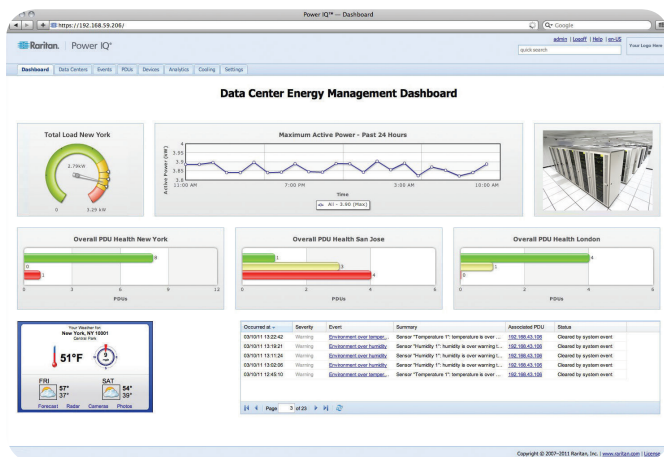 Power IQ™ — Dashboard
https://192.168.59.206/
Google
Raritan. Power IQ™
admin | Logoff | Help | en-US
quick search
Your Logo Here
Dashboard Data Centers Events PDUs Devices Analytics Cooling Settings
Data Center Energy Management Dashboard
Total Load New York
2.79kW
0 3.29 kW
Maximum Active Power - Past 24 Hours
Active Power (kW)
4
3.95
3.9
3.85
3.8
11:00 AM 7:00 PM 3:00 AM 10:00 AM
Time
All - 3.90 (Max)
Overall PDU Health New York
0
1
0 3 6 9 12
PDUs
Overall PDU Health San Jose
1
3
4
0 2 4 6
PDUs
Overall PDU Health London
4
1
0
0 2 4 6
PDUs
Your Weather for:
New York, NY 10001
Central Park
51°F
9
mph
FRI
57°
37°
SAT
54°
39°
Forecast Radar Cameras Photos
Occurred at Severity Event Summary Associated PDU Status
03/10/11 13:22:42 Warning Environment over temper... Sensor "Temperature 1": temperature is over ... 192.168.43.106 Cleared by system event
03/10/11 13:19:21 Warning Environment over humidity Sensor "Humidity 1": humidity is over warning t... 192.168.43.106 Cleared by system event
03/10/11 13:11:24 Warning Environment over humidity Sensor "Humidity 1": humidity is over warning t... 192.168.43.106 Cleared by system event
03/10/11 13:02:06 Warning Environment over humidity Sensor "Humidity 1": humidity is over warning t... 192.168.43.106 Cleared by system event
03/10/11 12:45:10 Warning Environment over temper... Sensor "Temperature 1": temperature is over ... 192.168.43.106 Cleared by system event
Page 3 of 23
Copyright © 2007-2011 Raritan, Inc. | www.raritan.com | License